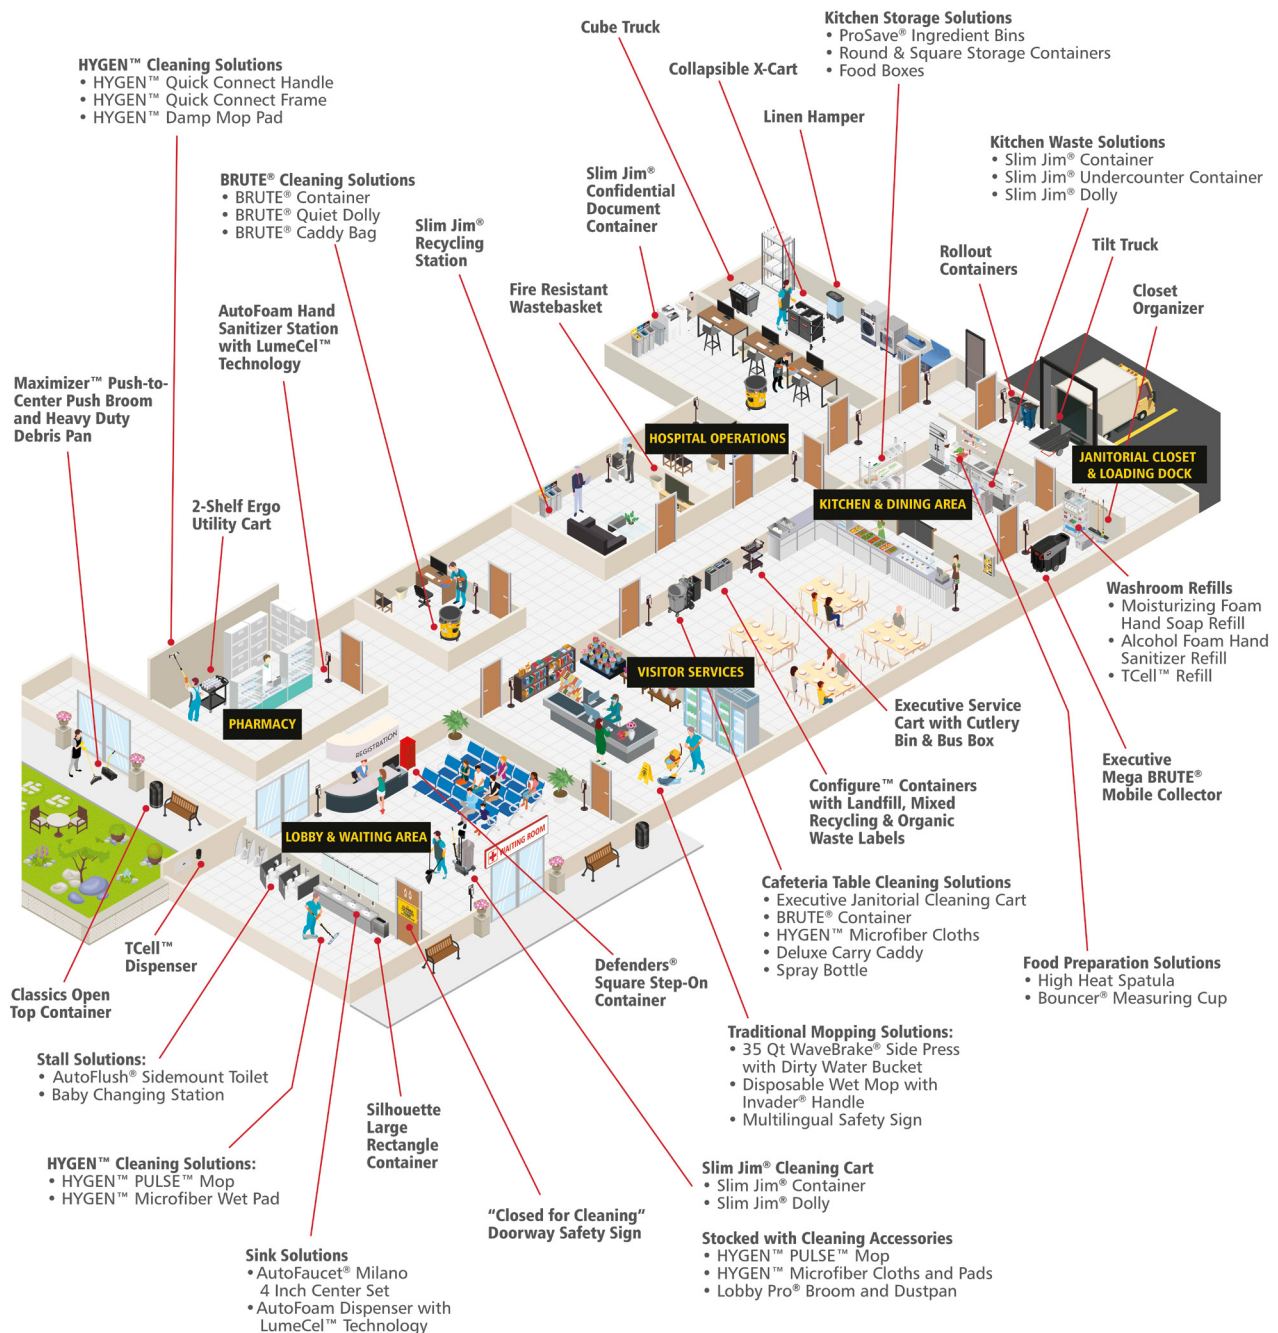 Cube Truck
Kitchen Storage Solutions
• ProSave® Ingredient Bins
• Round & Square Storage Containers
• Food Boxes
HYGEN™ Cleaning Solutions
• HYGEN™ Quick Connect Handle
• HYGEN™ Quick Connect Frame
• HYGEN™ Damp Mop Pad
Collapsible X-Cart
Linen Hamper
Kitchen Waste Solutions
• Slim Jim® Container
• Slim Jim® Undercounter Container
• Slim Jim® Dolly
BRUTE® Cleaning Solutions
• BRUTE® Container
• BRUTE® Quiet Dolly
• BRUTE® Caddy Bag
Slim Jim®
Confidential
Document
Container
Slim Jim®
Recycling
Station
Rollout
Containers
Tilt Truck
Fire Resistant
Wastebasket
Closet
Organizer
AutoFoam Hand
Sanitizer Station
with LumeCel™
Technology
Maximizer™ Push-to-
Center Push Broom
and Heavy Duty
Debris Pan
HOSPITAL OPERATIONS
JANITORIAL CLOSET
& LOADING DOCK
KITCHEN & DINING AREA
2-Shelf Ergo
Utility Cart
Washroom Refills
• Moisturizing Foam
Hand Soap Refill
• Alcohol Foam Hand
Sanitizer Refill
• TCell™ Refill
VISITOR SERVICES
PHARMACY
REGISTRATION
Executive Service
Cart with Cutlery
Bin & Bus Box
Executive
Mega BRUTE®
Mobile Collector
Configure™ Containers
with Landfill, Mixed
Recycling & Organic
Waste Labels
LOBBY & WAITING AREA
WAITING ROOM
Cafeteria Table Cleaning Solutions
• Executive Janitorial Cleaning Cart
• BRUTE® Container
• HYGEN™ Microfiber Cloths
• Deluxe Carry Caddy
• Spray Bottle
TCell™
Dispenser
Defenders®
Square Step-On
Container
Food Preparation Solutions
• High Heat Spatula
• Bouncer® Measuring Cup
Classics Open
Top Container
Traditional Mopping Solutions:
• 35 Qt WaveBrake® Side Press
with Dirty Water Bucket
• Disposable Wet Mop with
Invader® Handle
• Multilingual Safety Sign
Stall Solutions:
• AutoFlush® Sidemount Toilet
• Baby Changing Station
Silhouette
Large
Rectangle
Container
HYGEN™ Cleaning Solutions:
• HYGEN™ PULSE™ Mop
• HYGEN™ Microfiber Wet Pad
Slim Jim® Cleaning Cart
• Slim Jim® Container
• Slim Jim® Dolly
"Closed for Cleaning"
Doorway Safety Sign
Stocked with Cleaning Accessories
• HYGEN™ PULSE™ Mop
• HYGEN™ Microfiber Cloths and Pads
• Lobby Pro® Broom and Dustpan
Sink Solutions
• AutoFaucet® Milano
4 Inch Center Set
• AutoFoam Dispenser with
LumeCel™ Technology